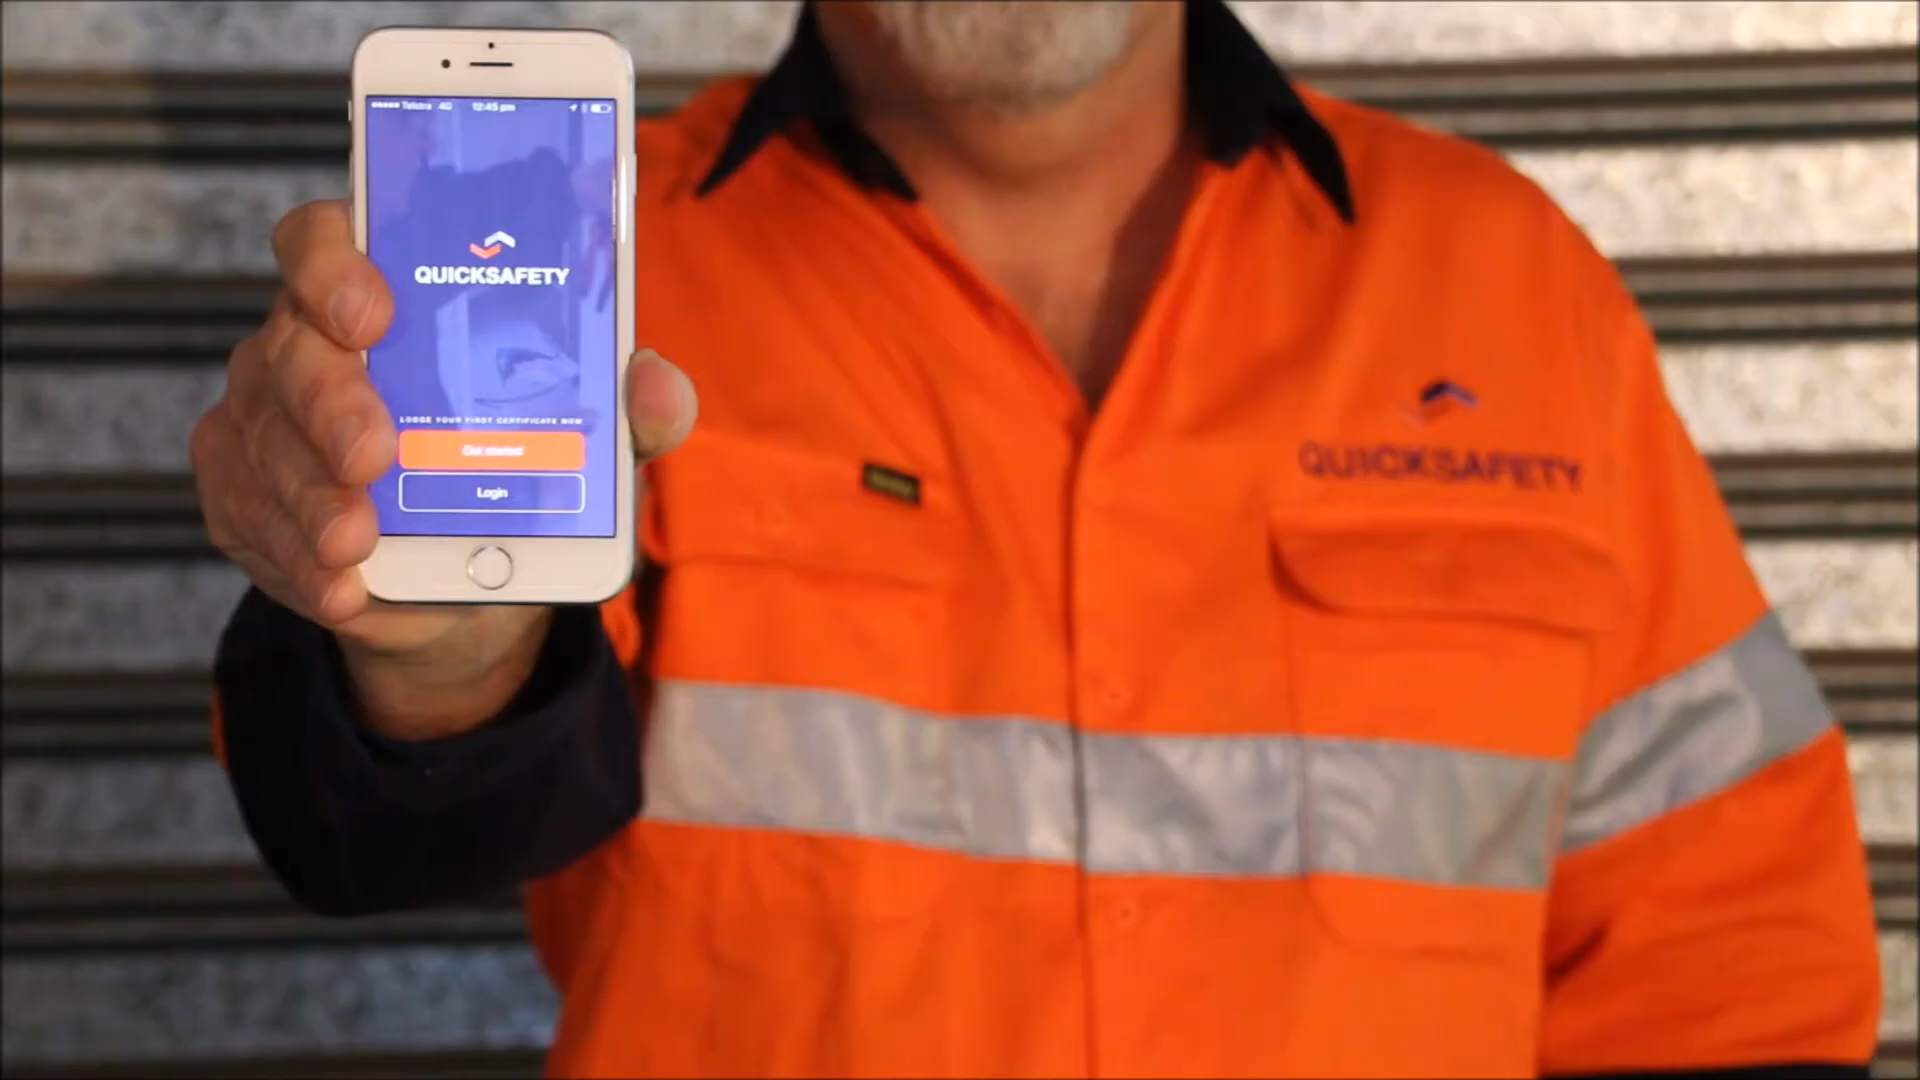 Telstra 4G 12:45 pm
QUICKSAFETY
LODGE YOUR FIRST CERTIFICATE NOW
Get started
Login
QUICKSAFETY